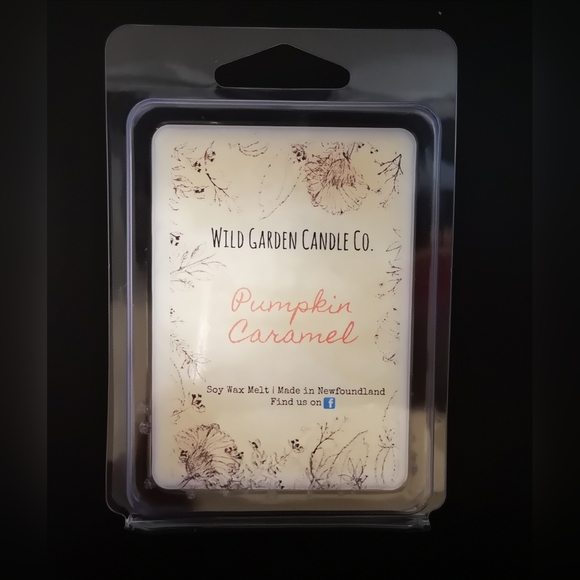 Wild Garden Candle Co.
Pumpkin
Caramel
Soy Wax Melt | Made in Newfoundland
Find us on f